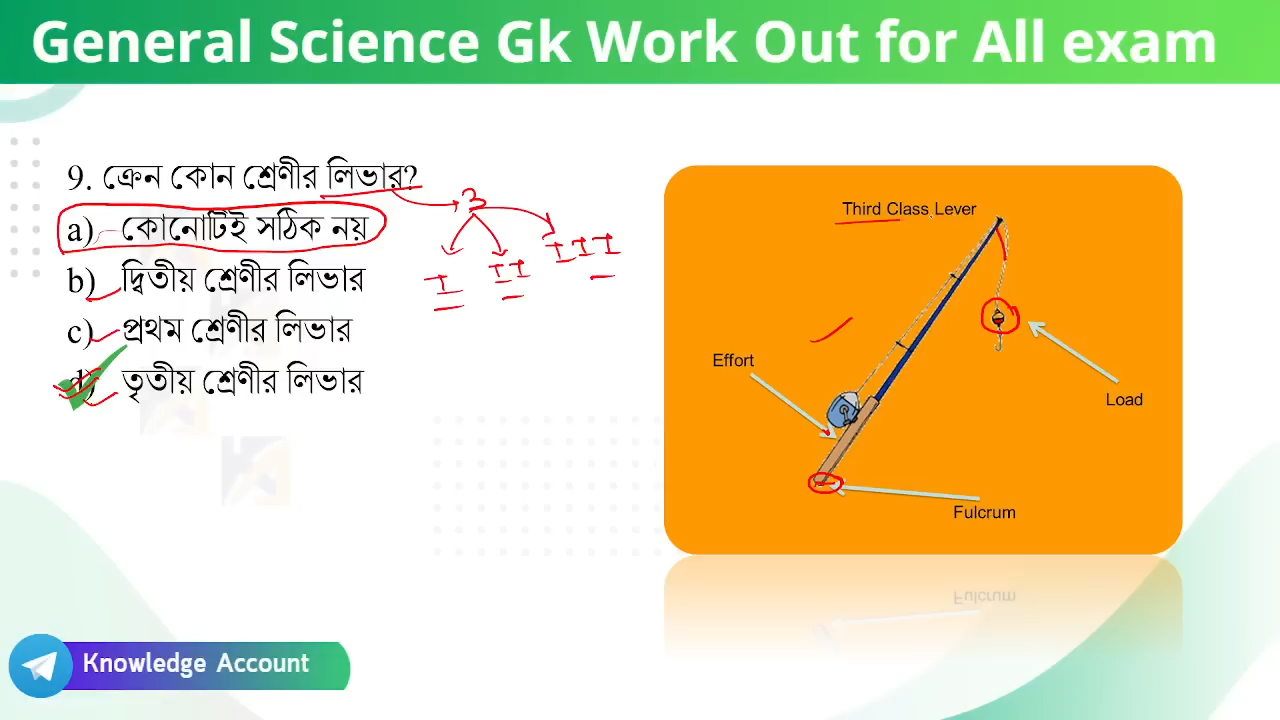 General Science Gk Work Out for All exam
9. ক্রেন কোন শ্রেণীর লিভার?
a) কোনোটিই সঠিক নয়
b) দ্বিতীয় শ্রেণীর লিভার
c) প্রথম শ্রেণীর লিভার
d) তৃতীয় শ্রেণীর লিভার
3
I II III
Third Class Lever
Effort
Load
Fulcrum
Fulcrum
Knowledge Account